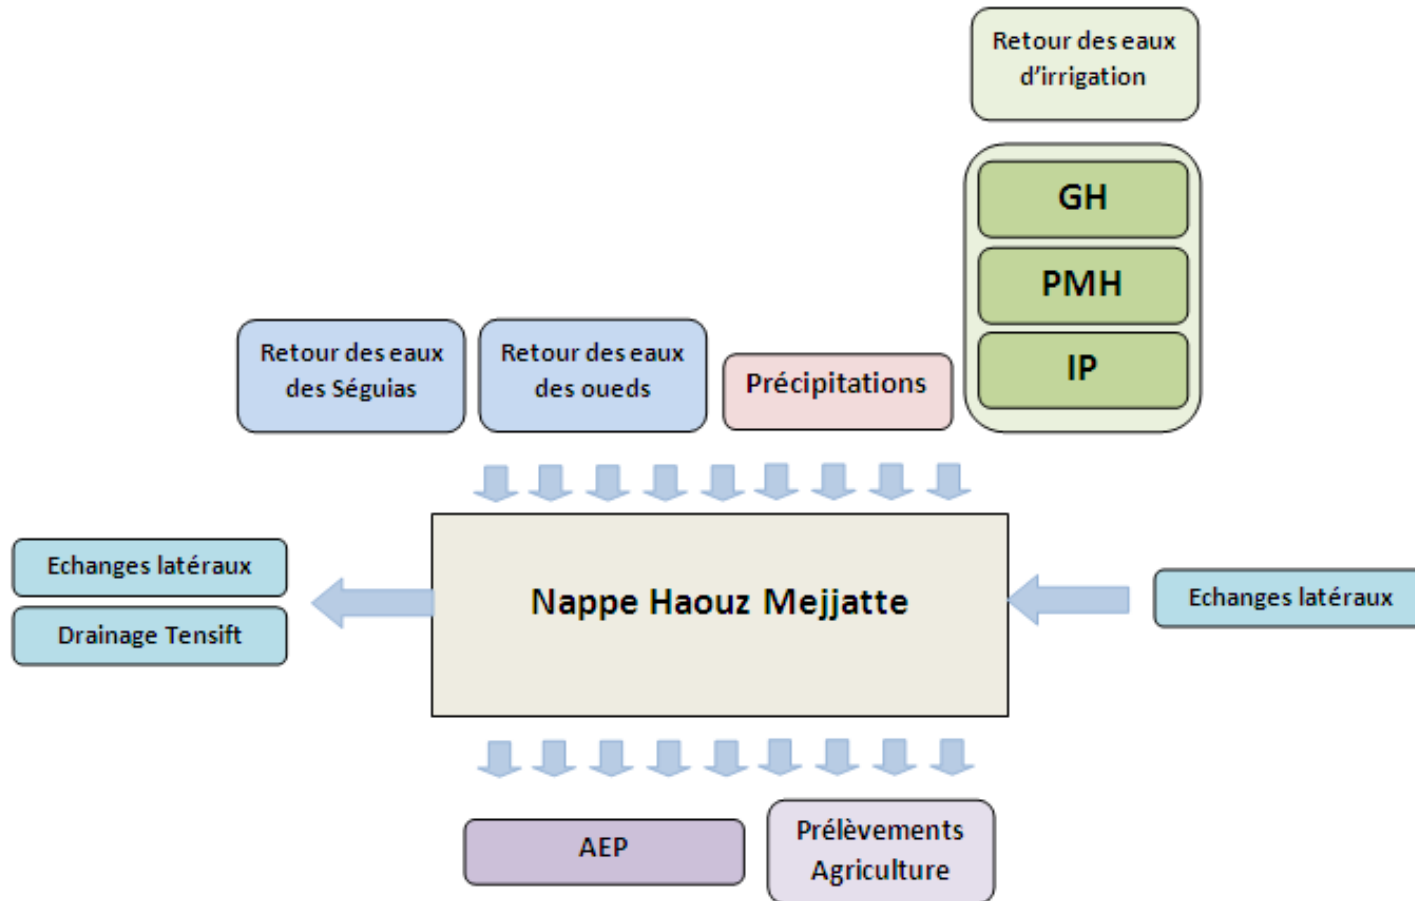 Retour des eaux
d'irrigation
GH
PMH
IP
Retour des eaux
des Séguias
Retour des eaux
des oueds
Précipitations
Echanges latéraux
Drainage Tensift
Nappe Haouz Mejjatte
Echanges latéraux
AEP
Prélèvements
Agriculture